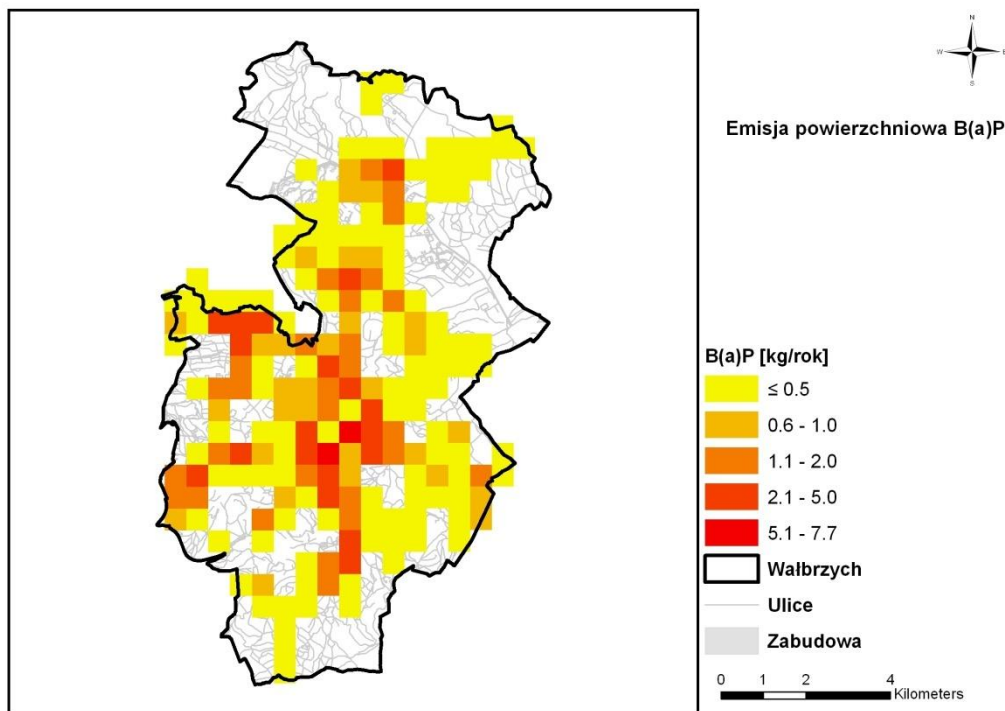 N
W E
S
Emisja powierzchniowa B(a)P
B(a)P [kg/rok]
≤ 0.5
0.6 - 1.0
1.1 - 2.0
2.1 - 5.0
5.1 - 7.7
Wałbrzych
Ulice
Zabudowa
0 1 2 4
Kilometers